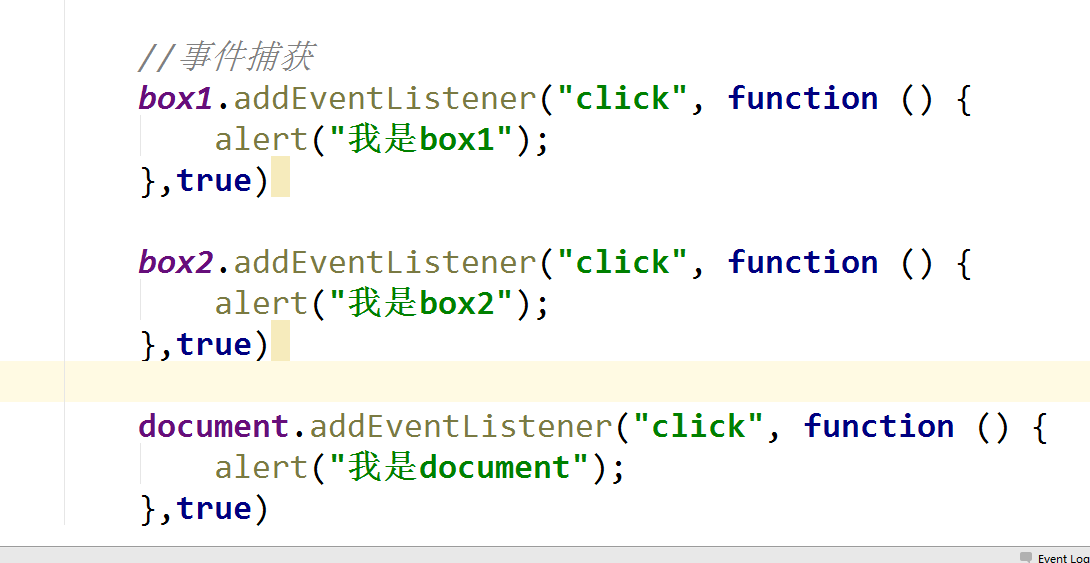 //事件捕获
box1.addEventListener("click", function () {
alert("我是box1");
},true)
box2.addEventListener("click", function () {
alert("我是box2");
},true)
document.addEventListener("click", function () {
alert("我是document");
},true)
Event Log